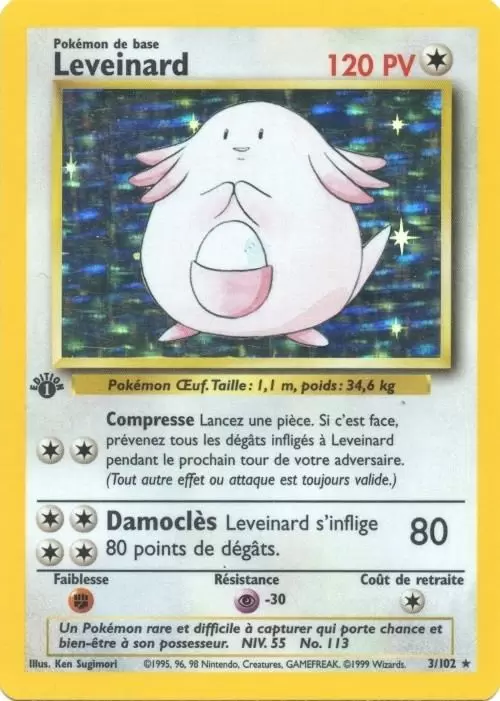 Pokémon de base
Leveinard 120 PV
Pokémon Œuf. Taille: 1,1 m, poids: 34,6 kg
EDITION
1
Compresse Lancez une pièce. Si c'est face,
prévenez tous les dégâts infligés à Leveinard
pendant le prochain tour de votre adversaire.
(Tout autre effet ou attaque est toujours valide.)
Damoclès Leveinard s'inflige 80
80 points de dégâts.
Faiblesse Résistance Coût de retraite
-30
Un Pokémon rare et difficile à capturer qui porte chance et
bien-être à son possesseur. NIV. 55 No. 113
Illus. Ken Sugimori ©1995, 96, 98 Nintendo, Creatures, GAMEFREAK. ©1999 Wizards. 3/102 ★